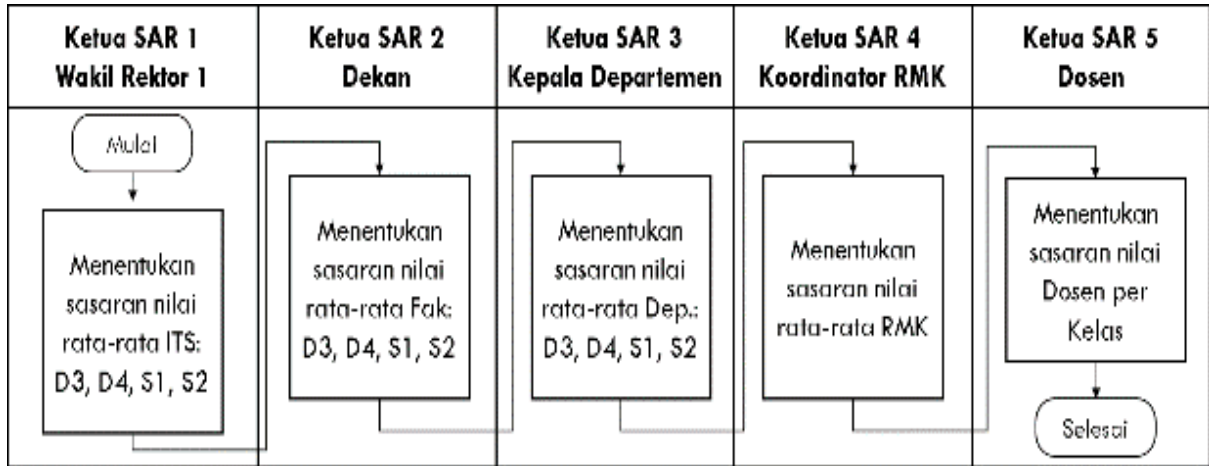 Ketua SAR 1
Wakil Rektor 1
Ketua SAR 2
Dekan
Ketua SAR 3
Kepala Departemen
Ketua SAR 4
Koordinator RMK
Ketua SAR 5
Dosen
Mulai
Menentukan
sasaran nilai
rata-rata ITS:
D3, D4, S1, S2
Menentukan
sasaran nilai
rata-rata Fak:
D3, D4, S1, S2
Menentukan
sasaran nilai
rata-rata Dep.:
D3, D4, S1, S2
Menentukan
sasaran nilai
rata-rata RMK
Menentukan
sasaran nilai
Dosen per
Kelas
Selesai